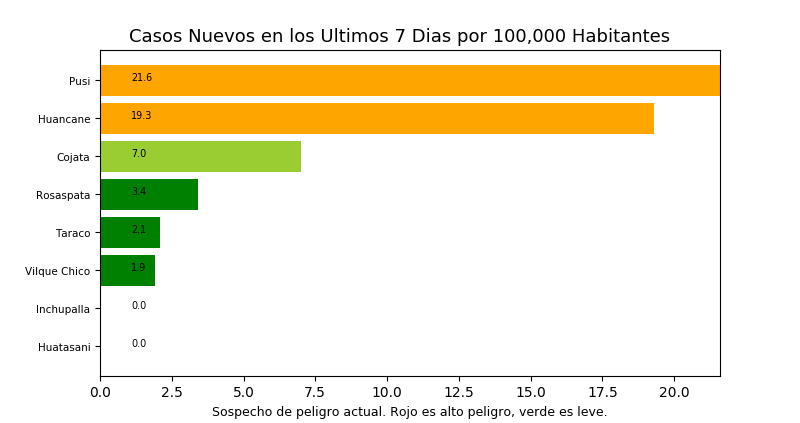 Casos Nuevos en los Ultimos 7 Dias por 100,000 Habitantes
Pusi 21.6
Huancane 19.3
Cojata 7.0
Rosaspata 3.4
Taraco 2.1
Vilque Chico 1.9
Inchupalla 0.0
Huatasani 0.0
0.0 2.5 5.0 7.5 10.0 12.5 15.0 17.5 20.0
Sospecho de peligro actual. Rojo es alto peligro, verde es leve.